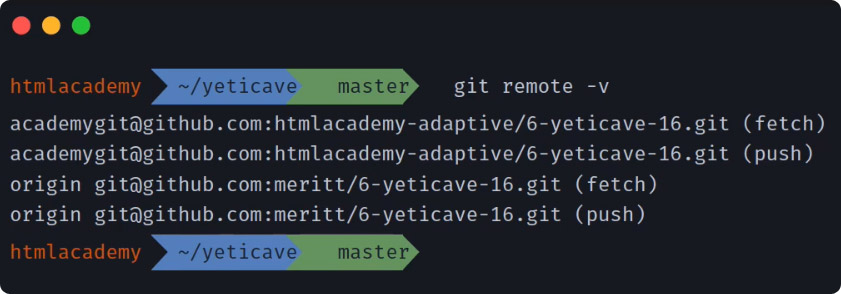 htmlacademy ~/yeticave master git remote -v
academygit@github.com:htmlacademy-adaptive/6-yeticave-16.git (fetch)
academygit@github.com:htmlacademy-adaptive/6-yeticave-16.git (push)
origin git@github.com:meritt/6-yeticave-16.git (fetch)
origin git@github.com:meritt/6-yeticave-16.git (push)
htmlacademy ~/yeticave master